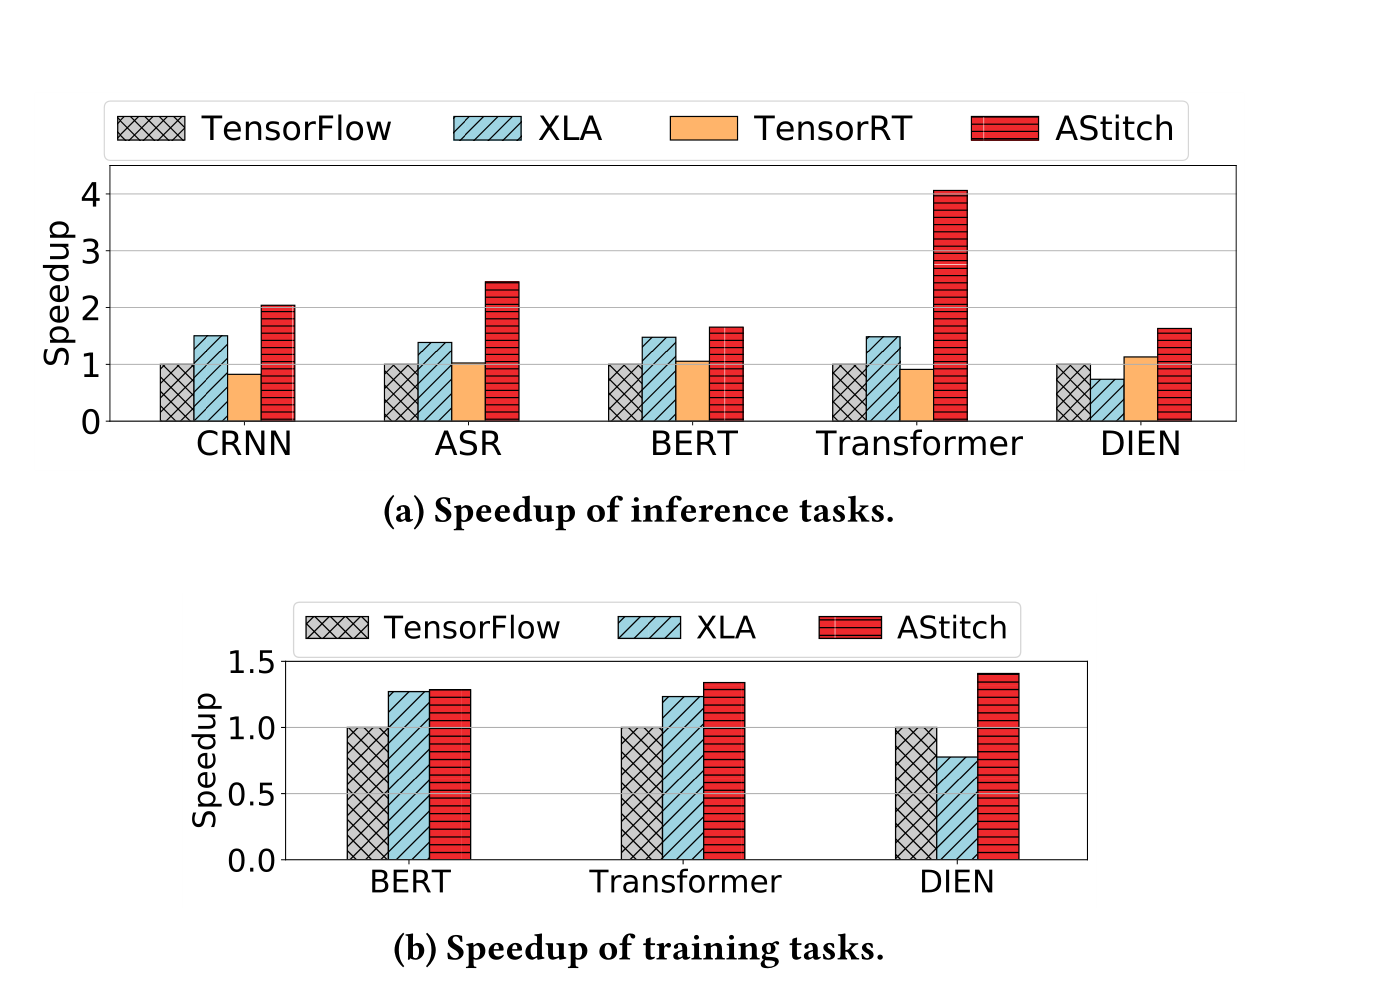 TensorFlow XLA TensorRT AStitch
4
3
2
1
0
Speedup
CRNN ASR BERT Transformer DIEN
(a) Speedup of inference tasks.
TensorFlow XLA AStitch
1.5
1.0
0.5
0.0
Speedup
BERT Transformer DIEN
(b) Speedup of training tasks.